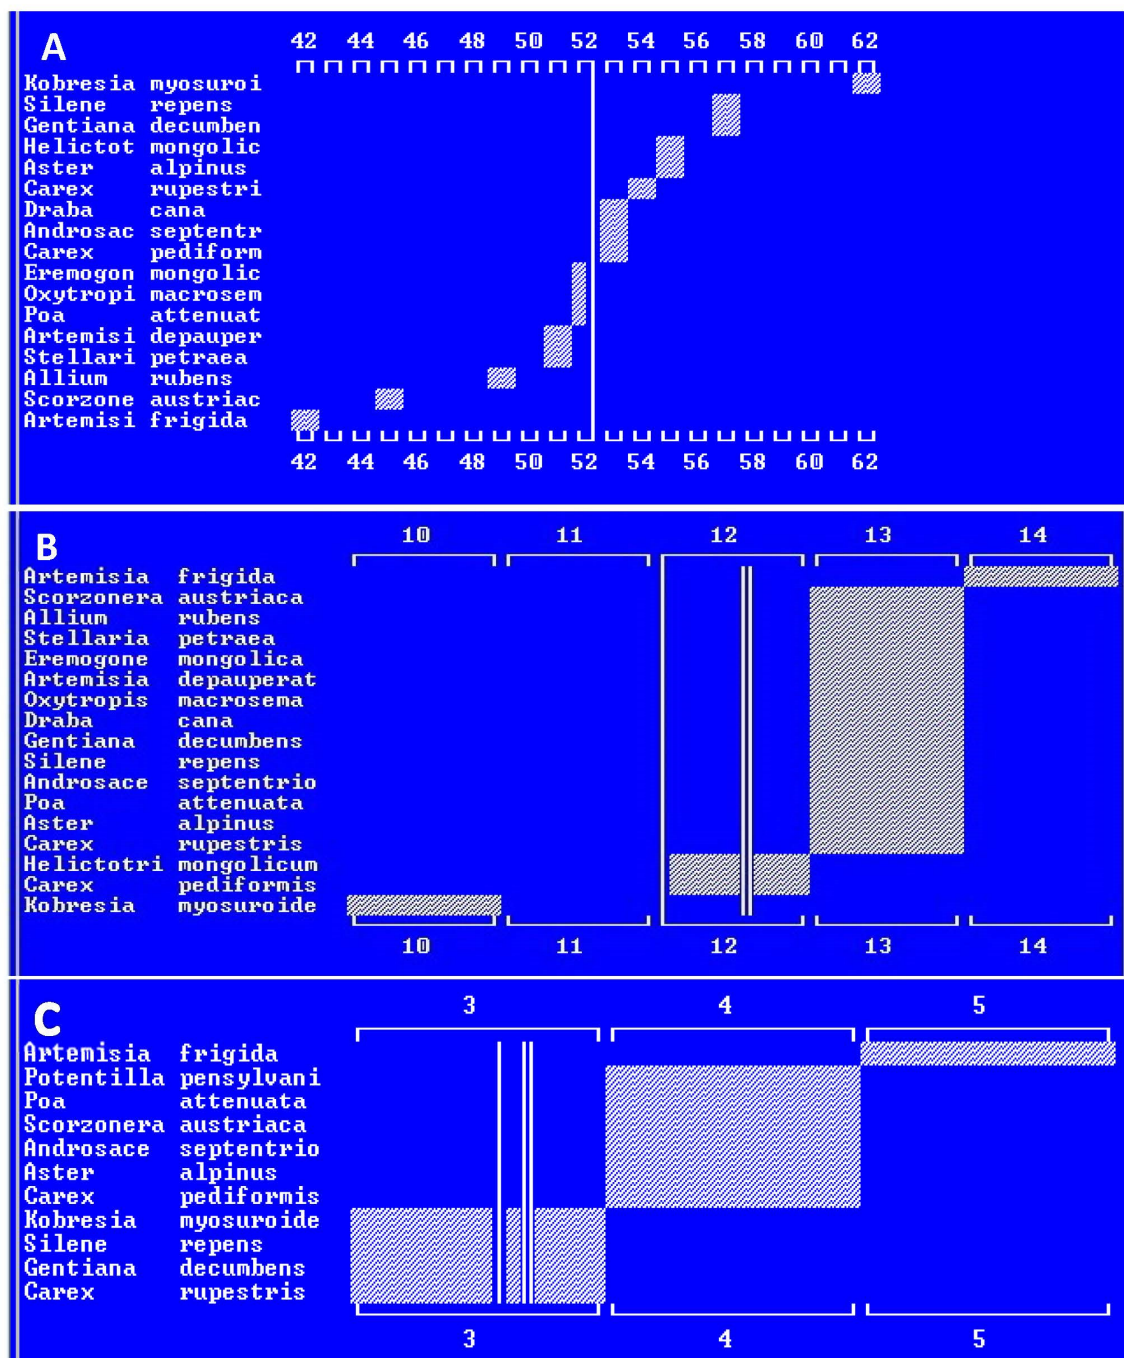 A
42 44 46 48 50 52 54 56 58 60 62
Kobresia myosuroi
Silene repens
Gentiana decumben
Helictot mongolic
Aster alpinus
Carex rupestri
Draba cana
Androsac septentr
Carex pediform
Eremogon mongolic
Oxytropi macrosem
Poa attenuat
Artemisi depauper
Stellari petraea
Allium rubens
Scorzone austriac
Artemisi frigida
42 44 46 48 50 52 54 56 58 60 62
B
10 11 12 13 14
Artemisia frigida
Scorzonera austriaca
Allium rubens
Stellaria petraea
Eremogone mongolica
Artemisia depauperat
Oxytropis macrosema
Draba cana
Gentiana decumbens
Silene repens
Androsace septentrio
Poa attenuata
Aster alpinus
Carex rupestris
Helictotri mongolicum
Carex pediformis
Kobresia myosuroide
10 11 12 13 14
C
3 4 5
Artemisia frigida
Potentilla pensylvani
Poa attenuata
Scorzonera austriaca
Androsace septentrio
Aster alpinus
Carex pediformis
Kobresia myosuroide
Silene repens
Gentiana decumbens
Carex rupestris
3 4 5